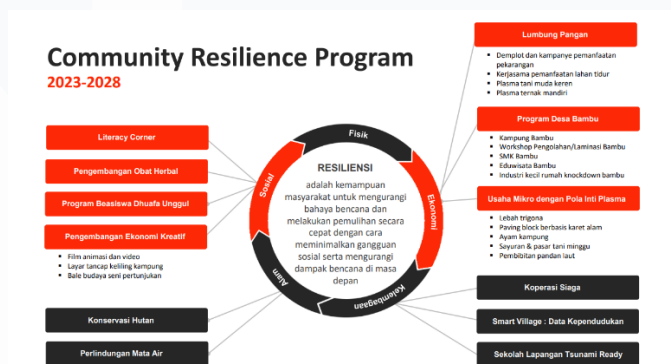 Community Resilience Program
2023-2028
Literacy Corner
Pengembangan Obat Herbal
Program Beasiswa Dhuafa Unggul
Pengembangan Ekonomi Kreatif
▪ Film animasi dan video
▪ Layar tancap keliling kampung
▪ Bale budaya seni pertunjukan
Konservasi Hutan
Perlindungan Mata Air
Fisik
Sosial
Ekonomi
Alam
Kelembagaan
RESILIENSI
adalah kemampuan
masyarakat untuk mengurangi
bahaya bencana dan
melakukan pemulihan secara
cepat dengan cara
meminimalkan gangguan
sosial serta mengurangi
dampak bencana di masa
depan
Lumbung Pangan
▪ Demplot dan kampanye pemanfaatan
pekarangan
▪ Kerjasama pemanfaatan lahan tidur
▪ Plasma tani muda keren
▪ Plasma ternak mandiri
Program Desa Bambu
▪ Kampung Bambu
▪ Workshop Pengolahan/Laminasi Bambu
▪ SMK Bambu
▪ Eduwisata Bambu
▪ Industri kecil rumah knockdown bambu
Usaha Mikro dengan Pola Inti Plasma
▪ Lebah trigona
▪ Paving block berbasis karet alam
▪ Ayam kampung
▪ Sayuran & pasar tani minggu
▪ Pembibitan pandan laut
Koperasi Siaga
Smart Village : Data Kependudukan
Sekolah Lapangan Tsunami Ready